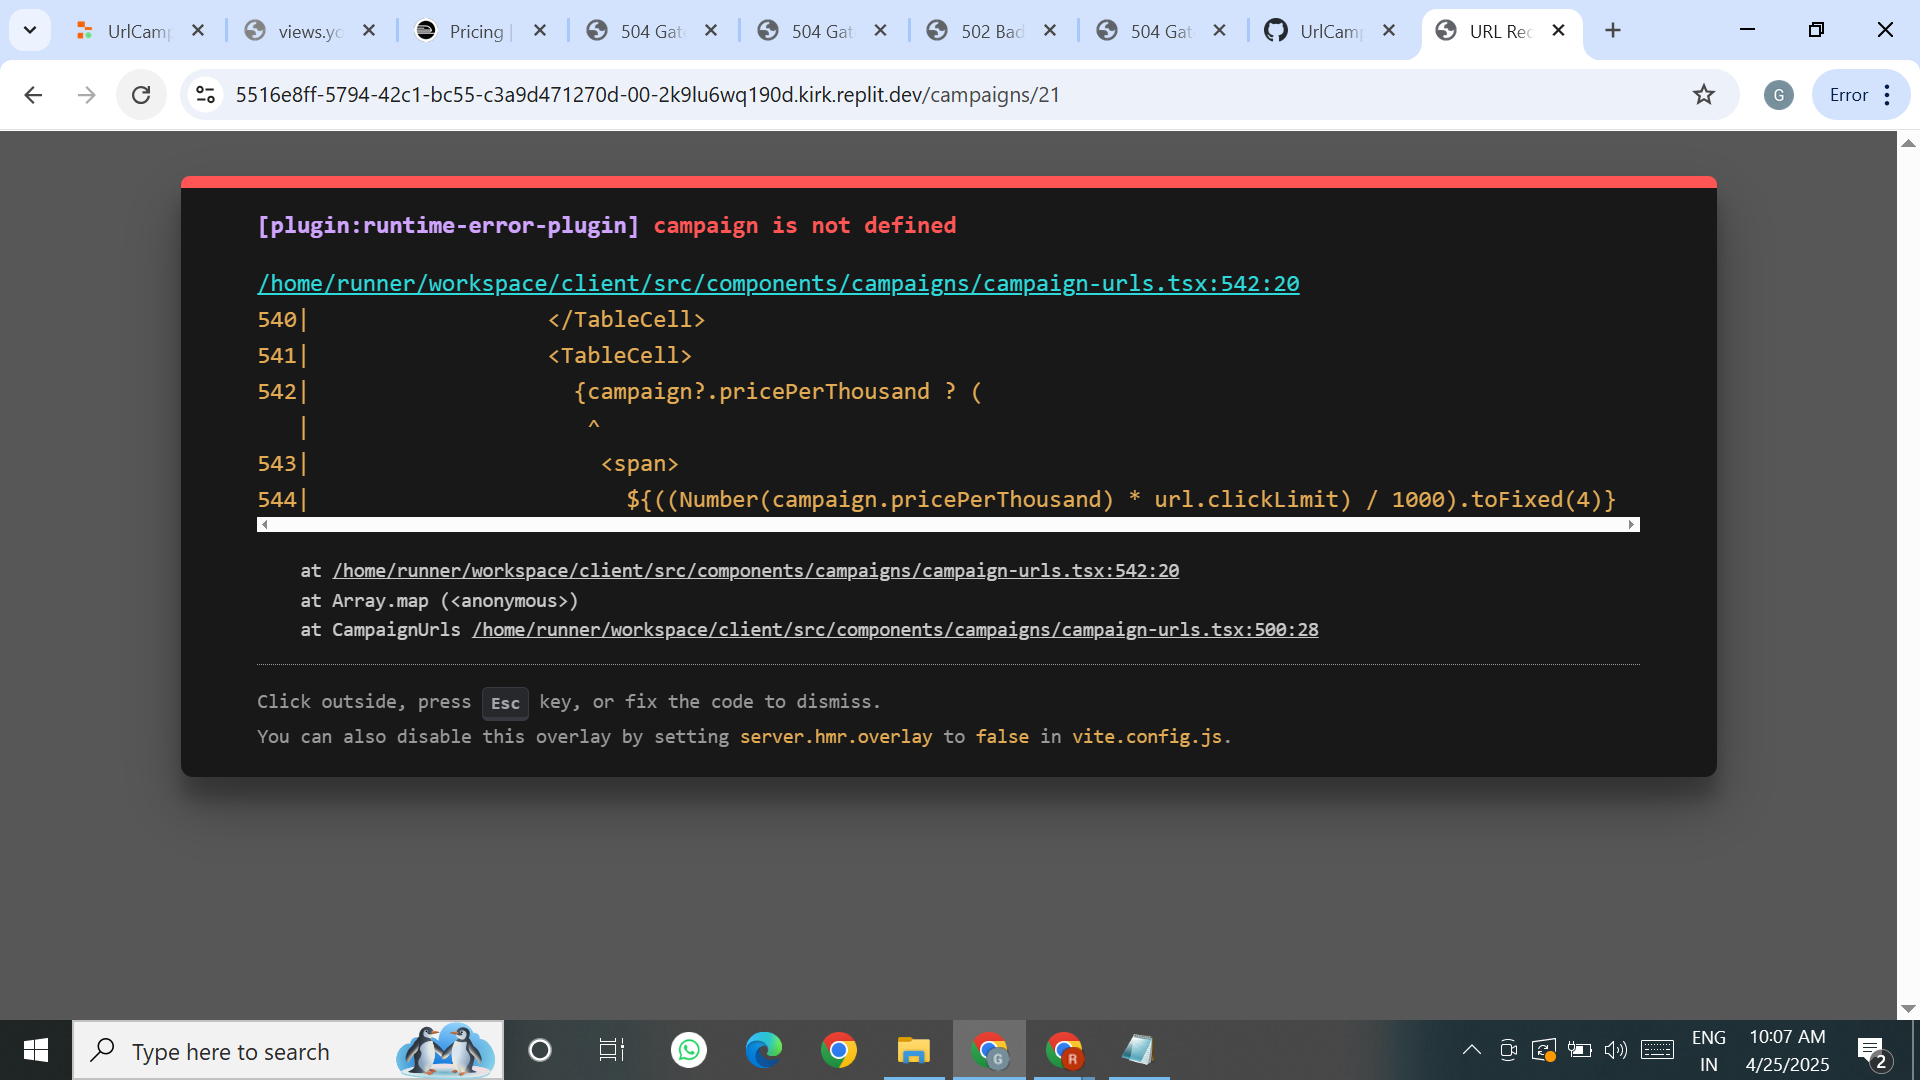 UrlCamp
views.yo
Pricing |
504 Gat
504 Gat
502 Bad
504 Gat
UrlCamp
URL Rec
5516e8ff-5794-42c1-bc55-c3a9d471270d-00-2k9lu6wq190d.kirk.replit.dev/campaigns/21
G
Error
[plugin:runtime-error-plugin] campaign is not defined
/home/runner/workspace/client/src/components/campaigns/campaign-urls.tsx:542:20
540|                  </TableCell>
541|                  <TableCell>
542|                    {campaign?.pricePerThousand ? (
   |                     ^
543|                      <span>
544|                        ${((Number(campaign.pricePerThousand) * url.clickLimit) / 1000).toFixed(4)}
at /home/runner/workspace/client/src/components/campaigns/campaign-urls.tsx:542:20
at Array.map (<anonymous>)
at CampaignUrls /home/runner/workspace/client/src/components/campaigns/campaign-urls.tsx:500:28
Click outside, press Esc key, or fix the code to dismiss.
You can also disable this overlay by setting server.hmr.overlay to false in vite.config.js.
Type here to search
G
R
ENG
IN
10:07 AM
4/25/2025
2